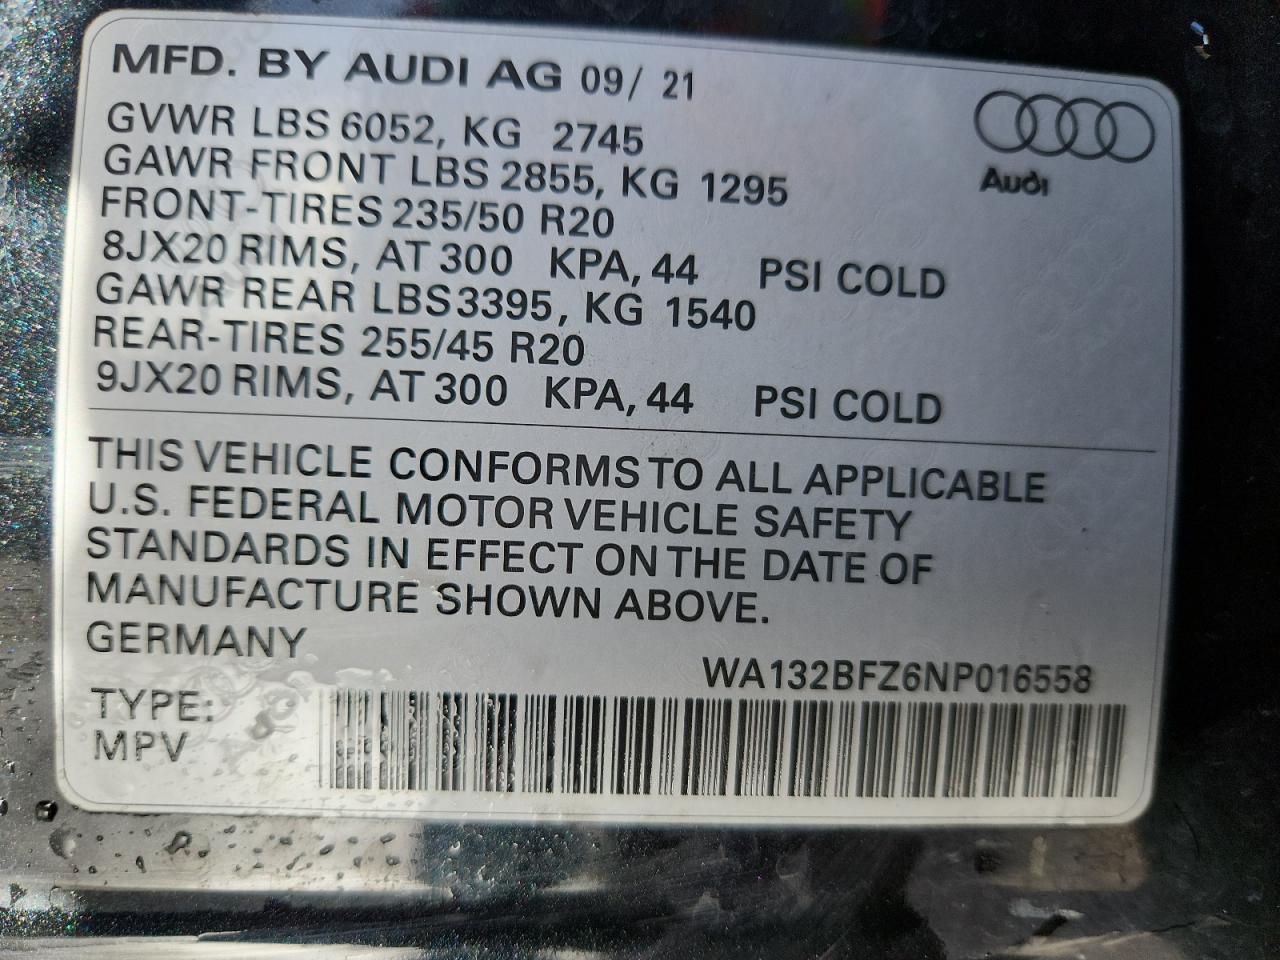 MFD. BY AUDI AG 09/ 21
Audi
GVWR LBS 6052, KG 2745
GAWR FRONT LBS 2855, KG 1295
FRONT-TIRES 235/50 R20
8JX20 RIMS, AT 300 KPA, 44 PSI COLD
GAWR REAR LBS 3395, KG 1540
REAR-TIRES 255/45 R20
9JX20 RIMS, AT 300 KPA, 44 PSI COLD
THIS VEHICLE CONFORMS TO ALL APPLICABLE
U.S. FEDERAL MOTOR VEHICLE SAFETY
STANDARDS IN EFFECT ON THE DATE OF
MANUFACTURE SHOWN ABOVE.
GERMANY
WA132BFZ6NP016558
TYPE:
MPV